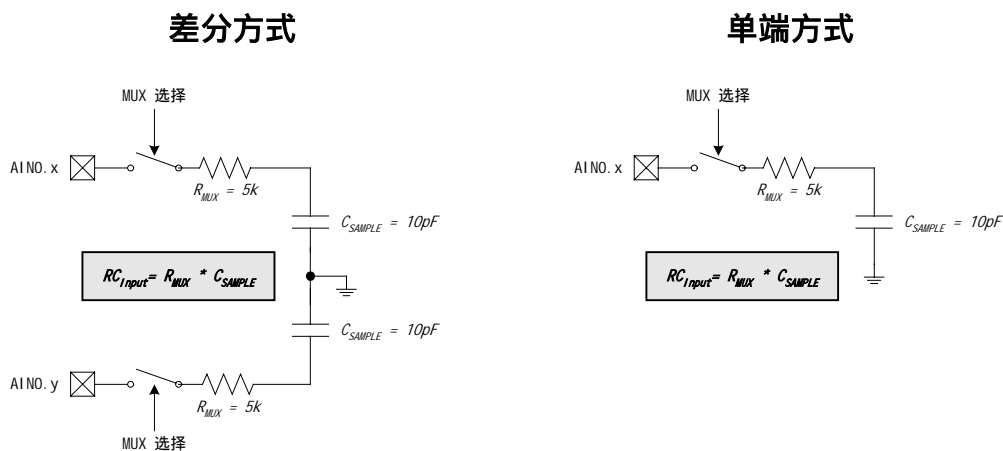 差分方式
MUX 选择
AIN0.x
R_MUX = 5k
C_SAMPLE = 10pF
RC_Input= R_MUX * C_SAMPLE
C_SAMPLE = 10pF
AIN0.y
R_MUX = 5k
MUX 选择
单端方式
MUX 选择
AIN0.x
R_MUX = 5k
C_SAMPLE = 10pF
RC_Input= R_MUX * C_SAMPLE